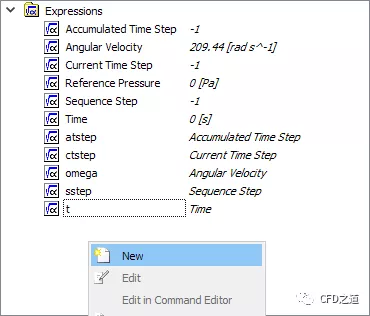 Expressions
Accumulated Time Step -1
Angular Velocity 209.44 [rad s^-1]
Current Time Step -1
Reference Pressure 0 [Pa]
Sequence Step -1
Time 0 [s]
atstep Accumulated Time Step
ctstep Current Time Step
omega Angular Velocity
sstep Sequence Step
t Time
New
Edit
Edit in Command Editor
CFD之道